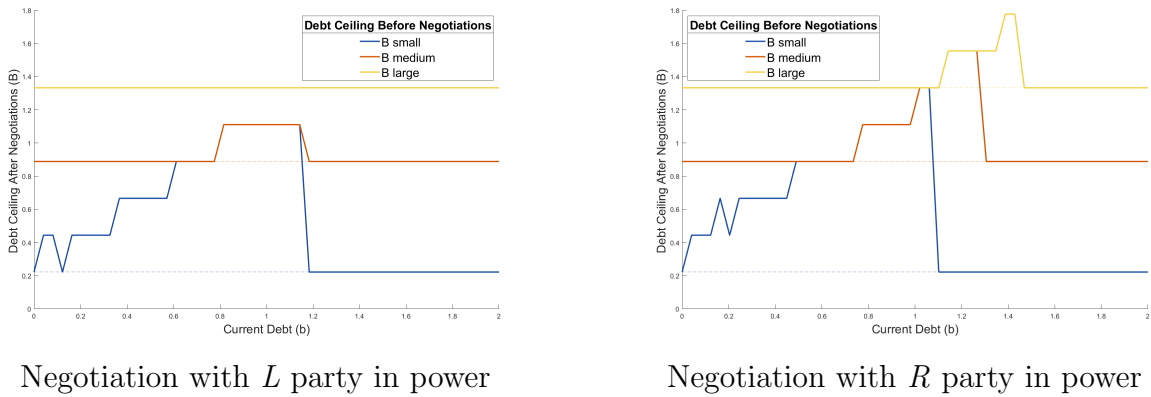 Debt Ceiling Before Negotiations
B small
B medium
B large
Debt Ceiling After Negotiations (B)
1.8
1.6
1.4
1.2
1
0.8
0.6
0.4
0.2
0
0 0.2 0.4 0.6 0.8 1 1.2 1.4 1.6 1.8 2
Current Debt (b)
Negotiation with L party in power
Debt Ceiling Before Negotiations
B small
B medium
B large
Debt Ceiling After Negotiations (B)
1.8
1.6
1.4
1.2
1
0.8
0.6
0.4
0.2
0
0 0.2 0.4 0.6 0.8 1 1.2 1.4 1.6 1.8 2
Current Debt (b)
Negotiation with R party in power